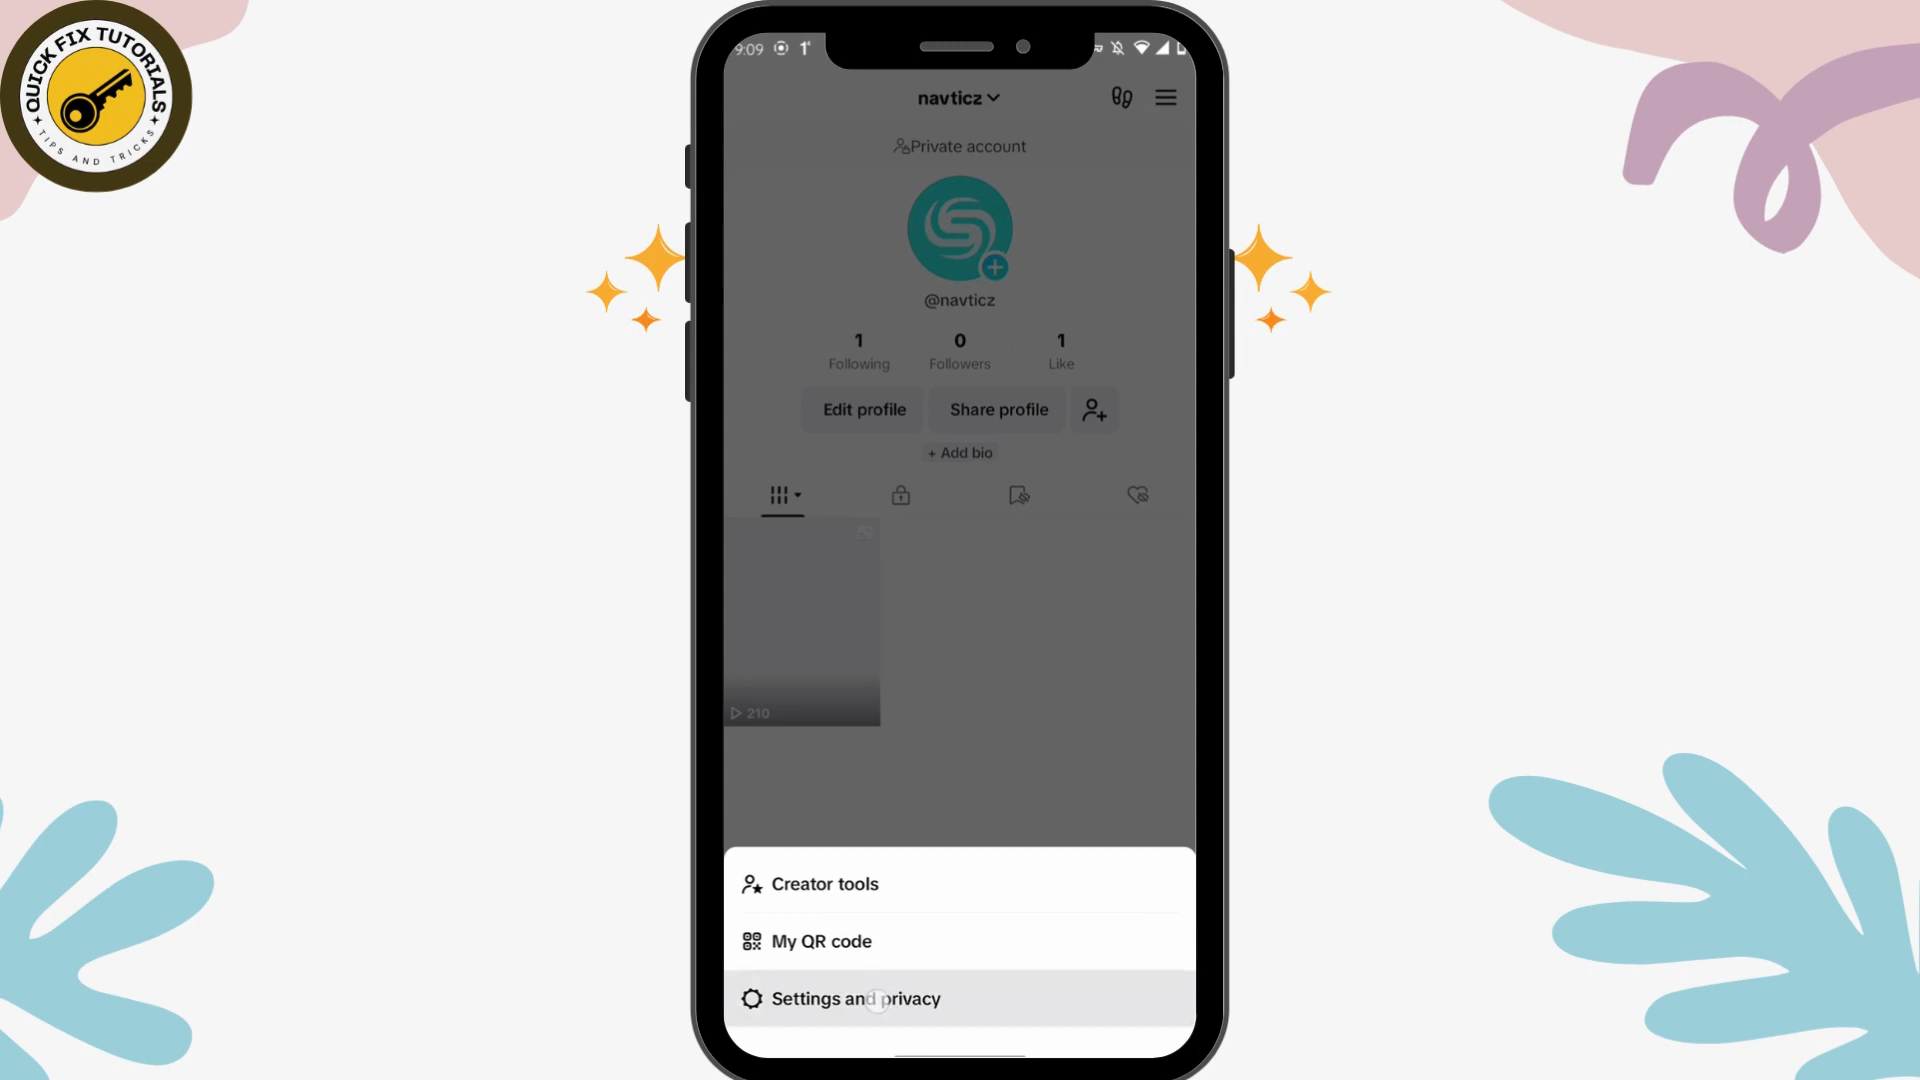 QUICK FIX TUTORIALS
TIPS AND TRICKS
9:09
navticz
Private account
@navticz
1 0 1
Following Followers Like
Edit profile Share profile
+ Add bio
210
Creator tools
My QR code
Settings and privacy